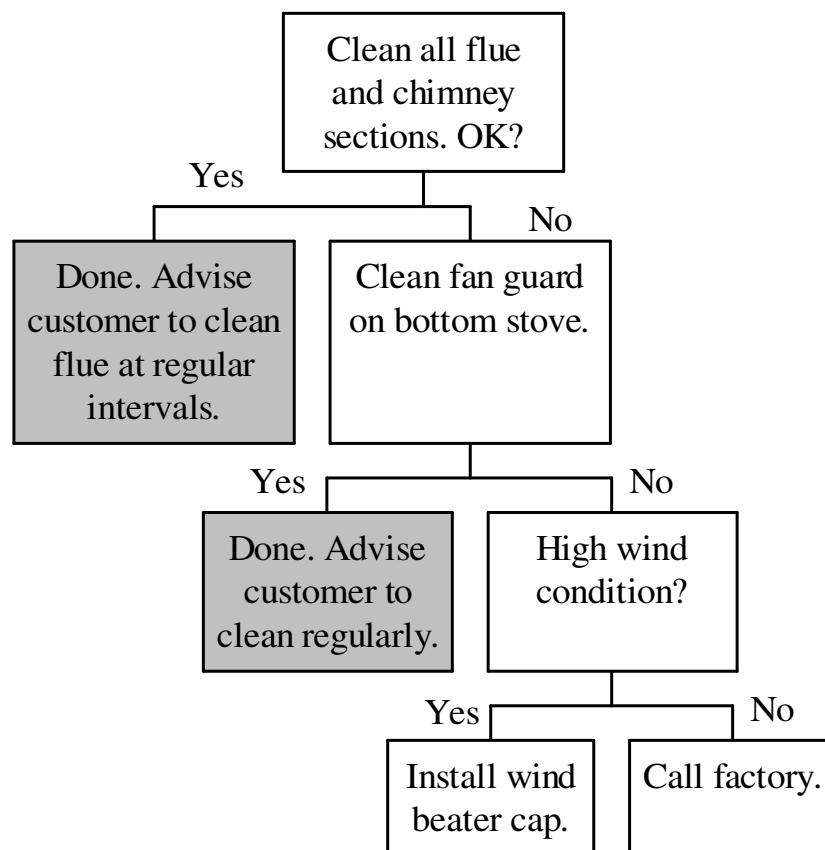 Clean all flue
and chimney
sections. OK?
Yes
No
Done. Advise
customer to clean
flue at regular
intervals.
Clean fan guard
on bottom stove.
Yes
No
Done. Advise
customer to
clean regularly.
High wind
condition?
Yes
No
Install wind
beater cap.
Call factory.